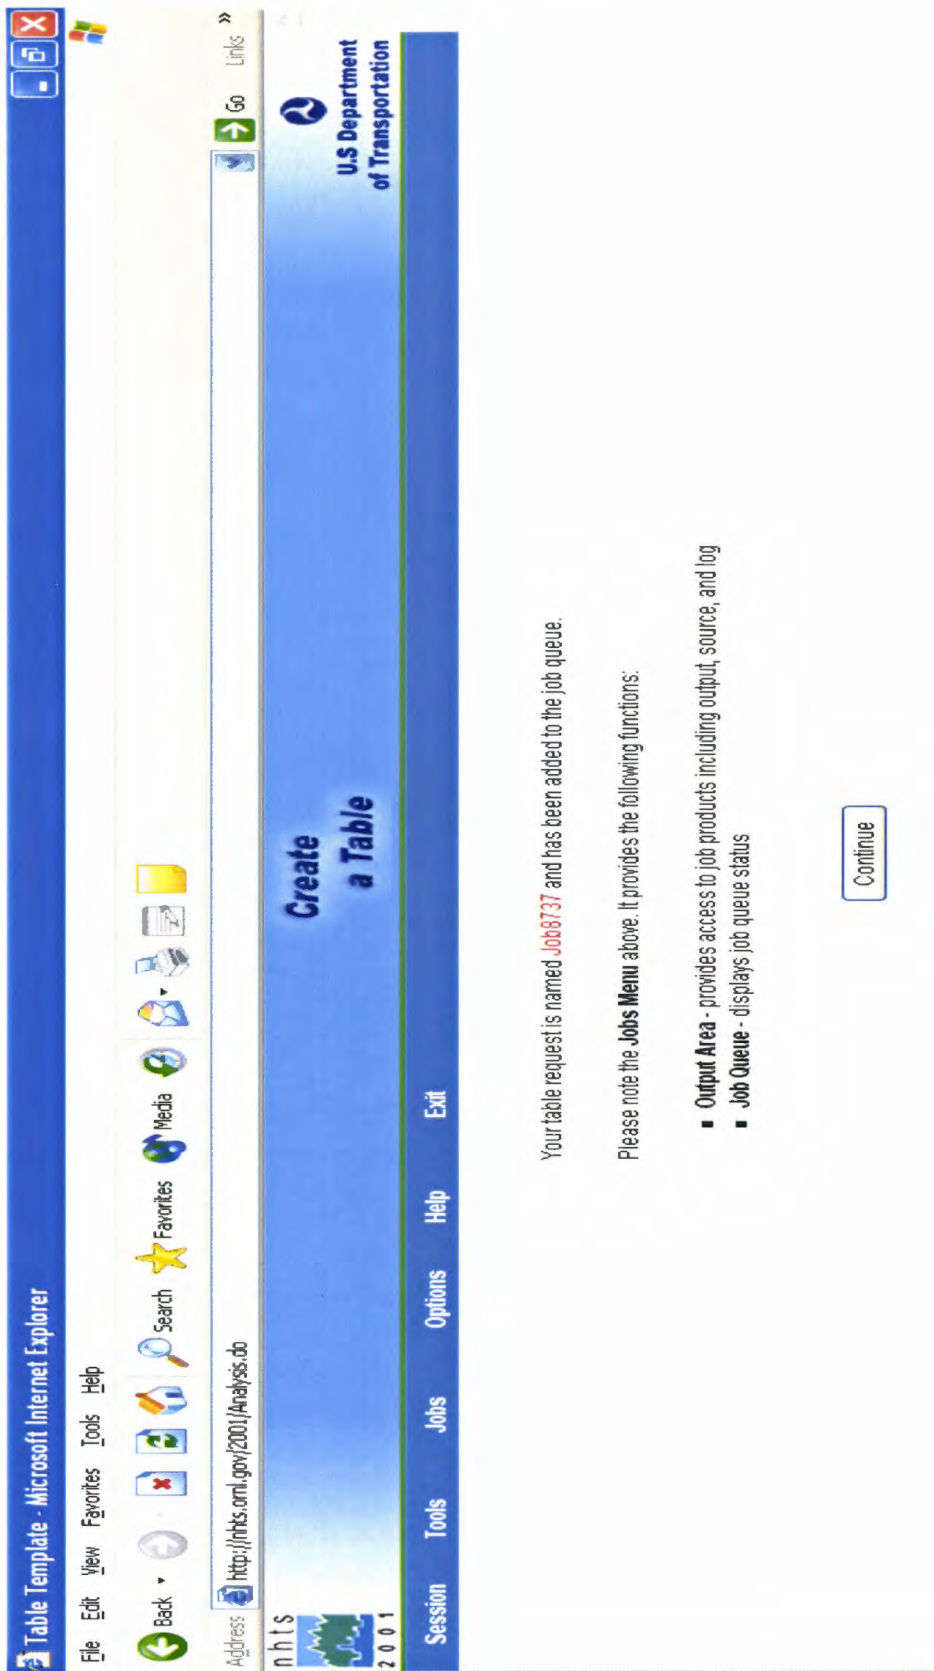 Table Template - Microsoft Internet Explorer
File Edit View Favorites Tools Help
Back Search Favorites Media
Address http://nhts.ornl.gov/2001/Analysis.do Go Links »
nhts
2001
Create
a Table
U.S Department
of Transportation
Session Tools Jobs Options Help Exit
Your table request is named Job8737 and has been added to the job queue.
Please note the Jobs Menu above. It provides the following functions:
▪ Output Area - provides access to job products including output, source, and log
▪ Job Queue - displays job queue status
Continue